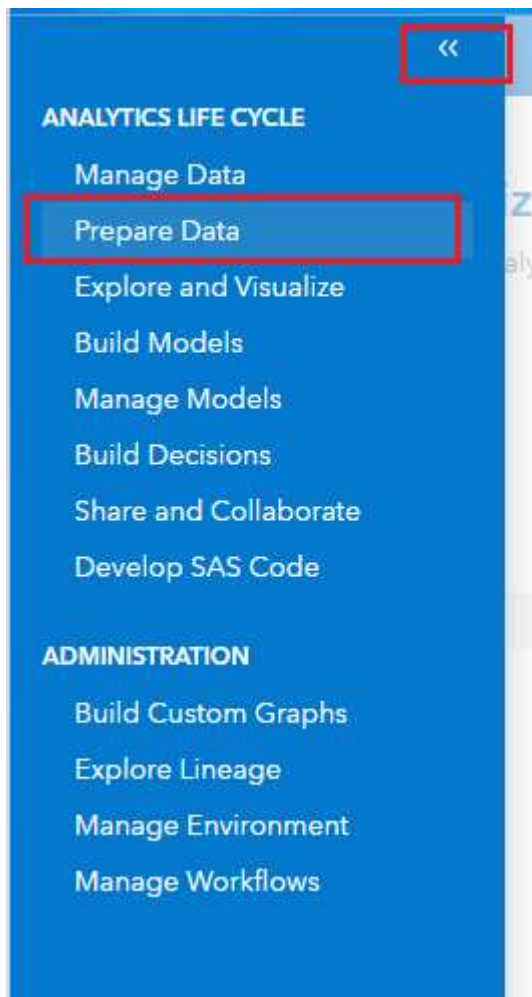 «
ANALYTICS LIFE CYCLE
Manage Data
Prepare Data
Explore and Visualize
Build Models
Manage Models
Build Decisions
Share and Collaborate
Develop SAS Code
ADMINISTRATION
Build Custom Graphs
Explore Lineage
Manage Environment
Manage Workflows